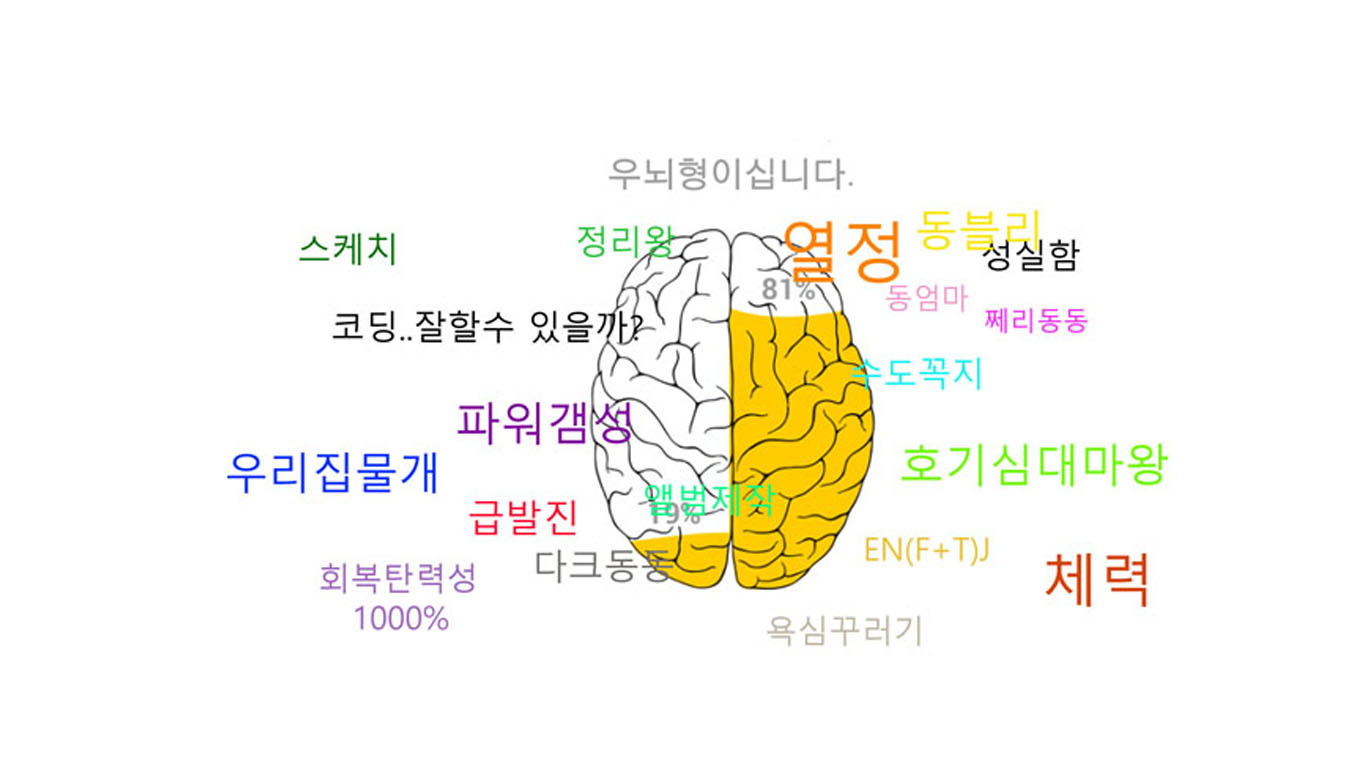 우뇌형이십니다.
스케치
정리왕
열정
동블리
성실함
81%
동엄마
쩨리동동
코딩..잘할수 있을까?
수도꼭지
파워갬성
우리집물개
호기심대마왕
앨범제작
19%
급발진
다크동동
EN(F+T)J
회복탄력성
1000%
체력
욕심꾸러기